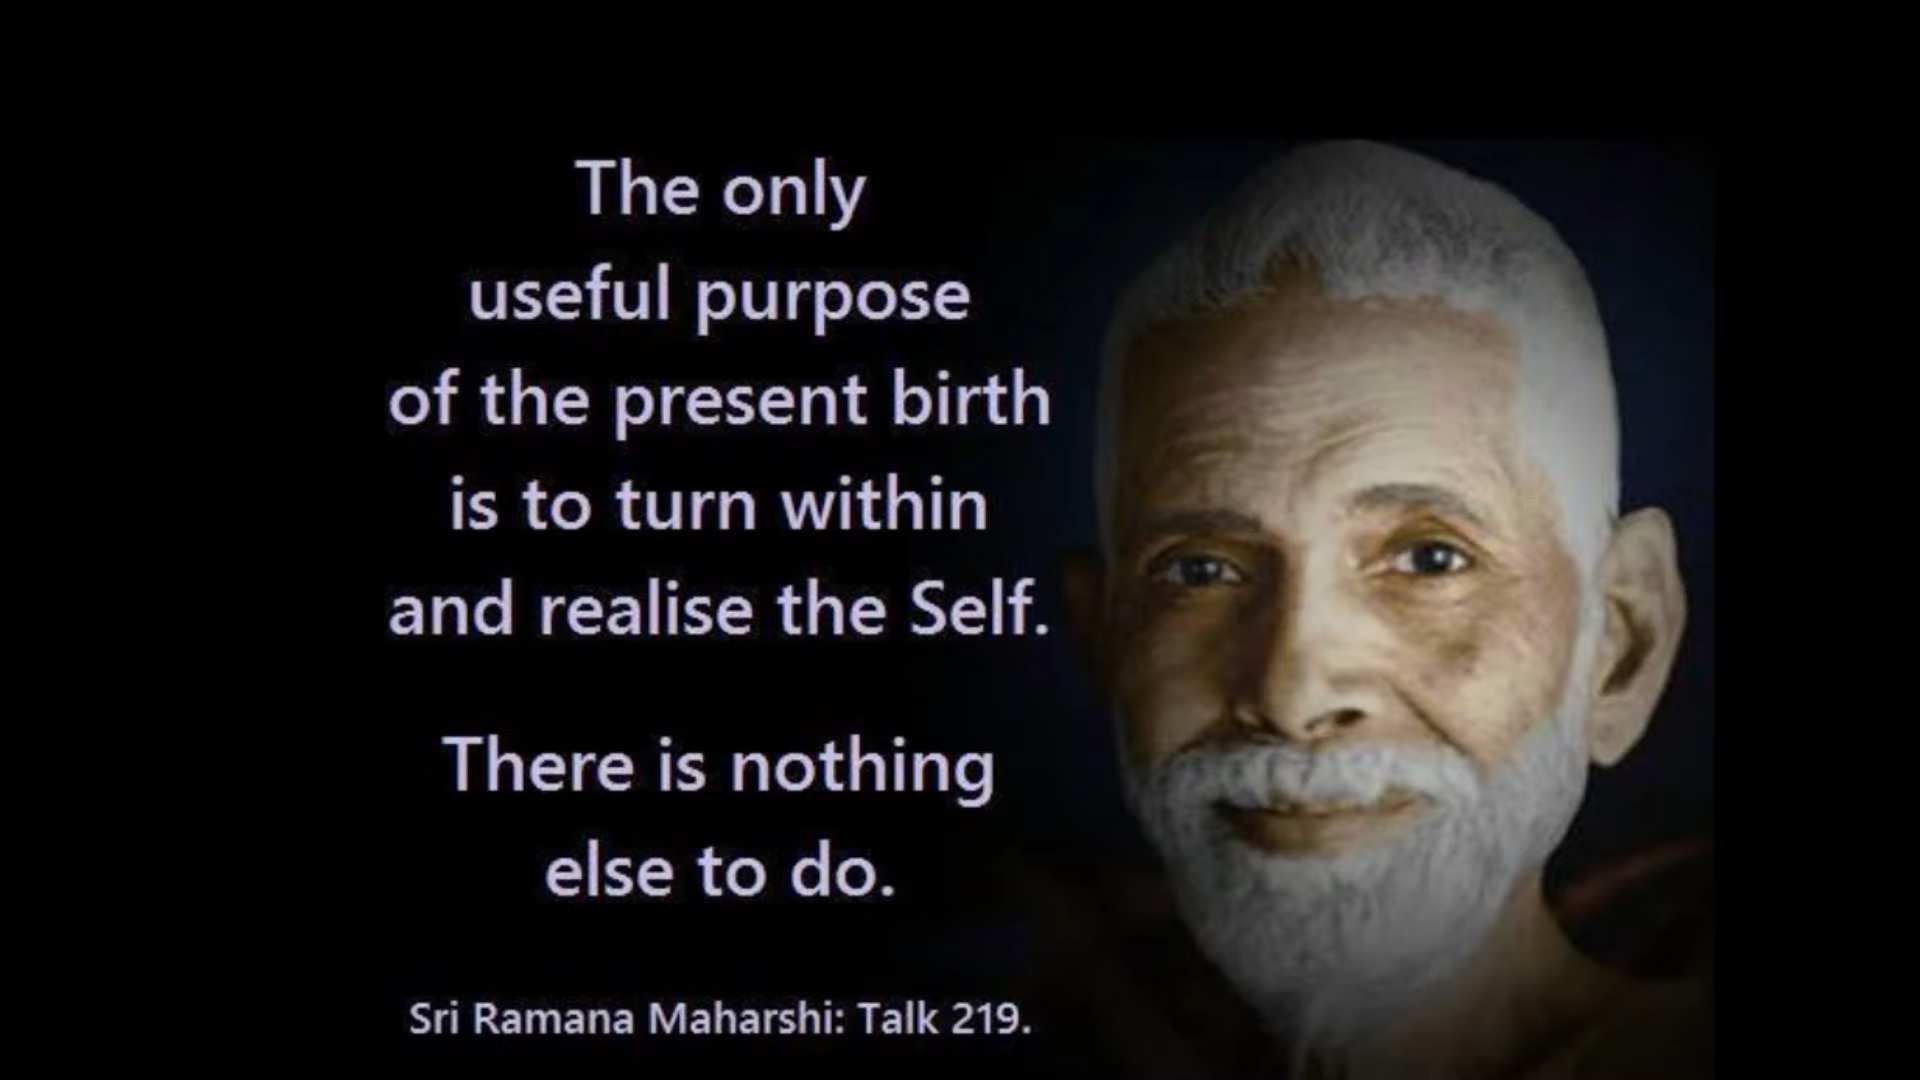 The only
useful purpose
of the present birth
is to turn within
and realise the Self.
There is nothing
else to do.
Sri Ramana Maharshi: Talk 219.